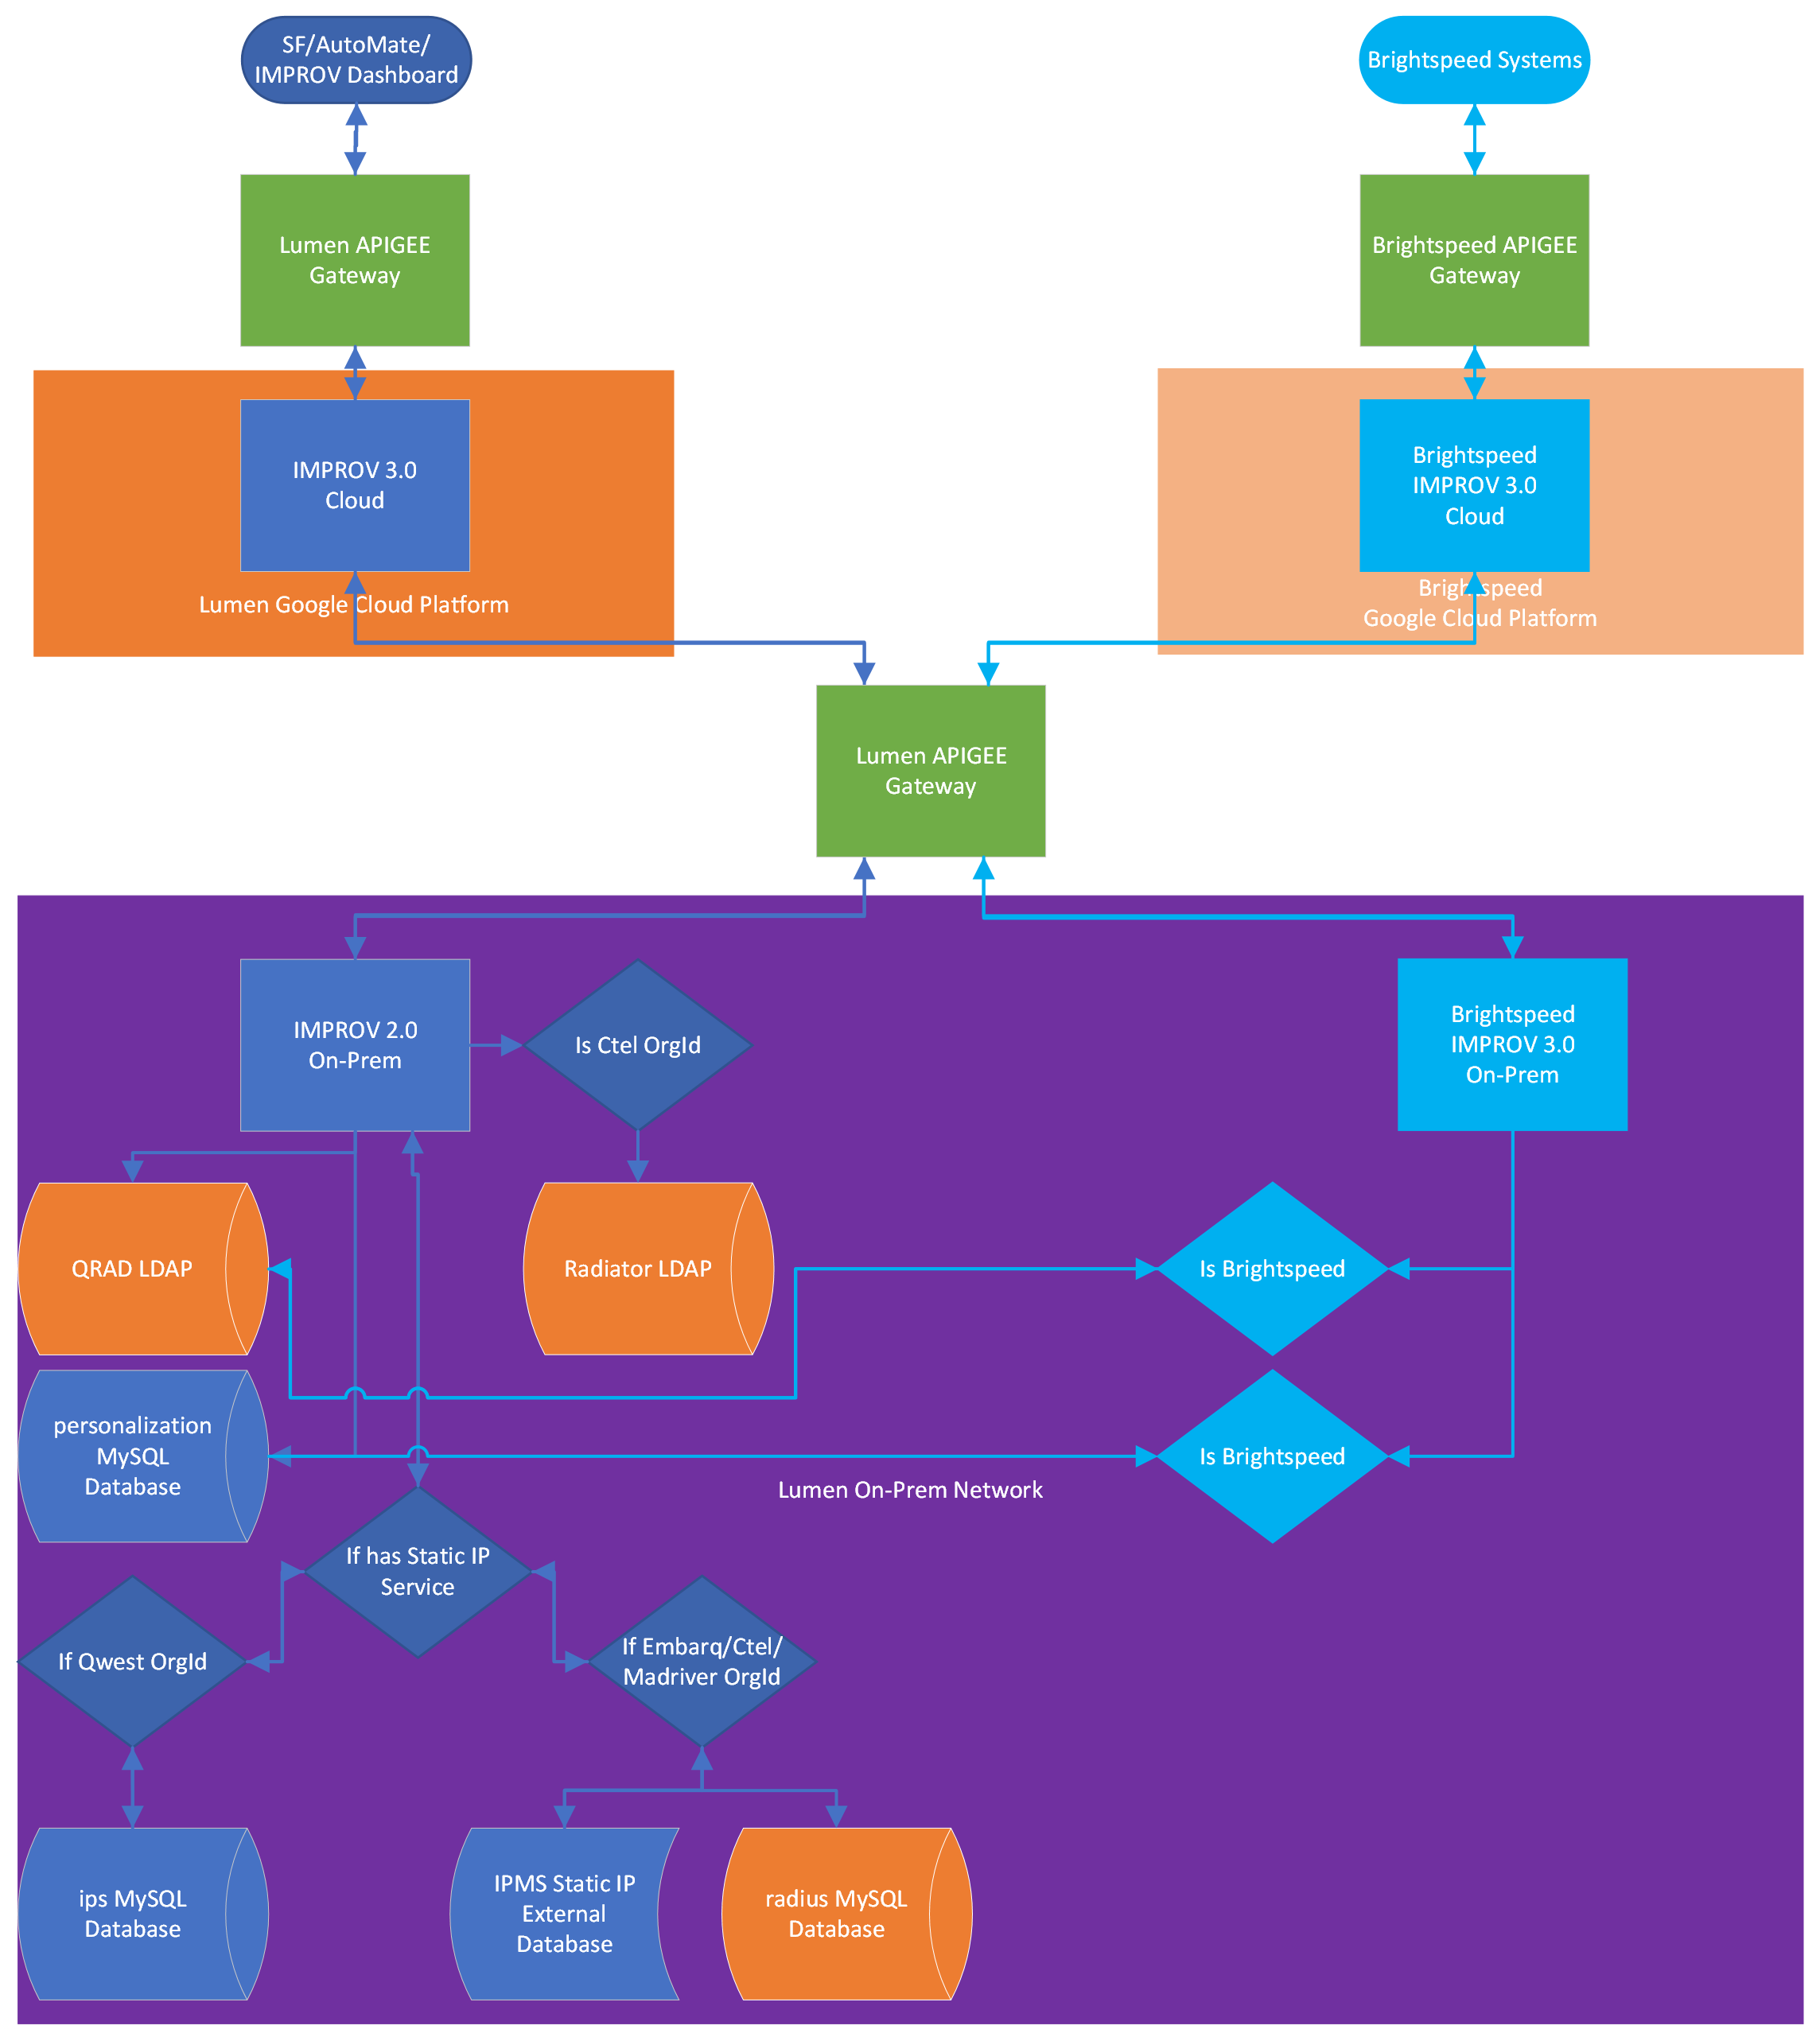 SF/AutoMate/
IMPROV Dashboard
Brightspeed Systems
Lumen APIGEE
Gateway
Brightspeed APIGEE
Gateway
IMPROV 3.0
Cloud
Lumen Google Cloud Platform
Brightspeed
IMPROV 3.0
Cloud
Brightspeed
Google Cloud Platform
Lumen APIGEE
Gateway
IMPROV 2.0
On-Prem
Is Ctel OrgId
Brightspeed
IMPROV 3.0
On-Prem
QRAD LDAP
Radiator LDAP
Is Brightspeed
personalization
MySQL
Database
Is Brightspeed
Lumen On-Prem Network
If has Static IP
Service
If Qwest OrgId
If Embarq/Ctel/
Madriver OrgId
ips MySQL
Database
IPMS Static IP
External
Database
radius MySQL
Database